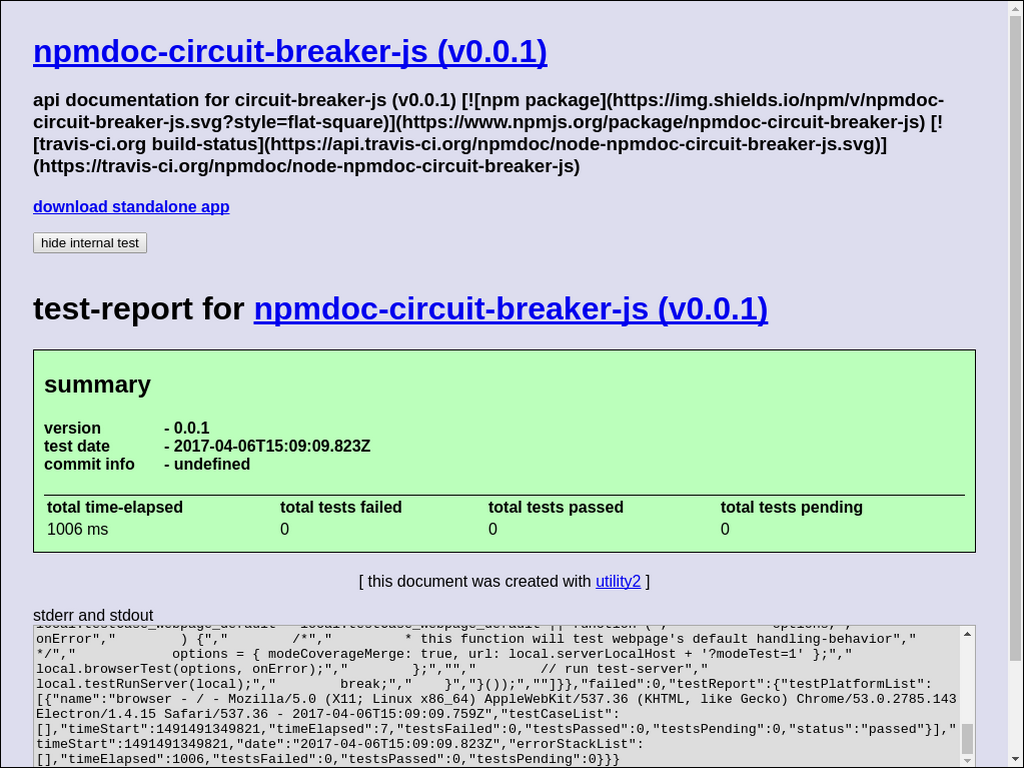 npmdoc-circuit-breaker-js (v0.0.1)
api documentation for circuit-breaker-js (v0.0.1) [![npm package](https://img.shields.io/npm/v/npmdoc-
circuit-breaker-js.svg?style=flat-square)](https://www.npmjs.org/package/npmdoc-circuit-breaker-js) [!
[travis-ci.org build-status](https://api.travis-ci.org/npmdoc/node-npmdoc-circuit-breaker-js.svg)]
(https://travis-ci.org/npmdoc/node-npmdoc-circuit-breaker-js)
download standalone app
hide internal test
test-report for npmdoc-circuit-breaker-js (v0.0.1)
summary
version - 0.0.1
test date - 2017-04-06T15:09:09.823Z
commit info - undefined
total time-elapsed total tests failed total tests passed total tests pending
1006 ms 0 0 0
[ this document was created with utility2 ]
stderr and stdout
local.testCase_webpage_default local.testCase_webpage_default || function (","            options,","
onError","        ) {","        /*","         * this function will test webpage's default handling-behavior","
*/","            options = { modeCoverageMerge: true, url: local.serverLocalHost + '?modeTest=1' };","
local.browserTest(options, onError);","        };","","        // run test-server","
local.testRunServer(local);","        break;","    }","}());",""]}},"failed":0,"testReport":{"testPlatformList":
[{"name":"browser - / - Mozilla/5.0 (X11; Linux x86_64) AppleWebKit/537.36 (KHTML, like Gecko) Chrome/53.0.2785.143
Electron/1.4.15 Safari/537.36 - 2017-04-06T15:09:09.759Z","testCaseList":
[],"timeStart":1491491349821,"timeElapsed":7,"testsFailed":0,"testsPassed":0,"testsPending":0,"status":"passed"}],"
timeStart":1491491349821,"date":"2017-04-06T15:09:09.823Z","errorStackList":
[],"timeElapsed":1006,"testsFailed":0,"testsPassed":0,"testsPending":0}}}